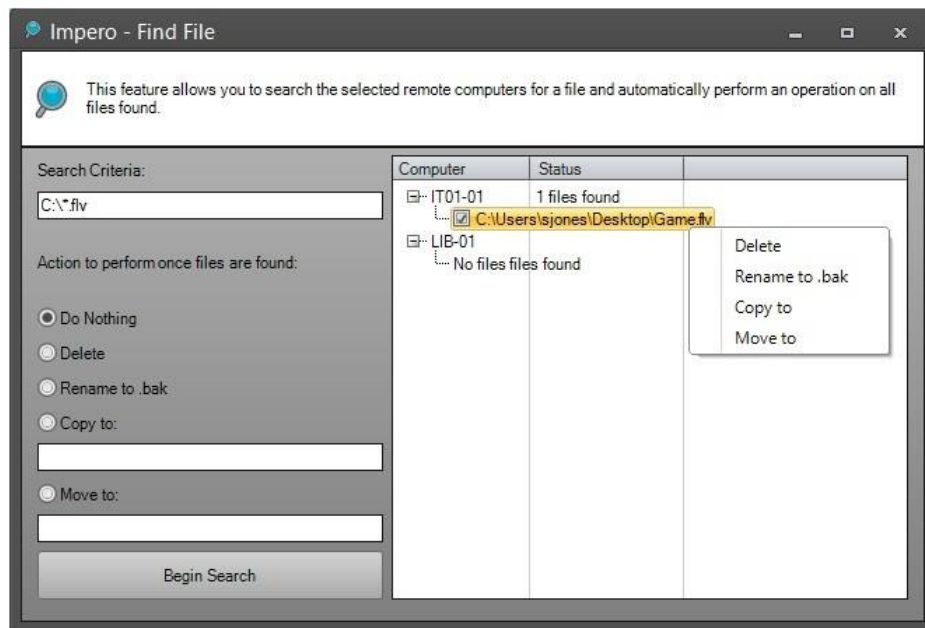 Impero - Find File
This feature allows you to search the selected remote computers for a file and automatically perform an operation on all
files found.
Search Criteria:
C:\*.flv
Action to perform once files are found:
Do Nothing
Delete
Rename to .bak
Copy to:
Move to:
Begin Search
Computer Status
IT01-01 1 files found
C:\Users\sjones\Desktop\Game.flv
LIB-01
No files files found
Delete
Rename to .bak
Copy to
Move to